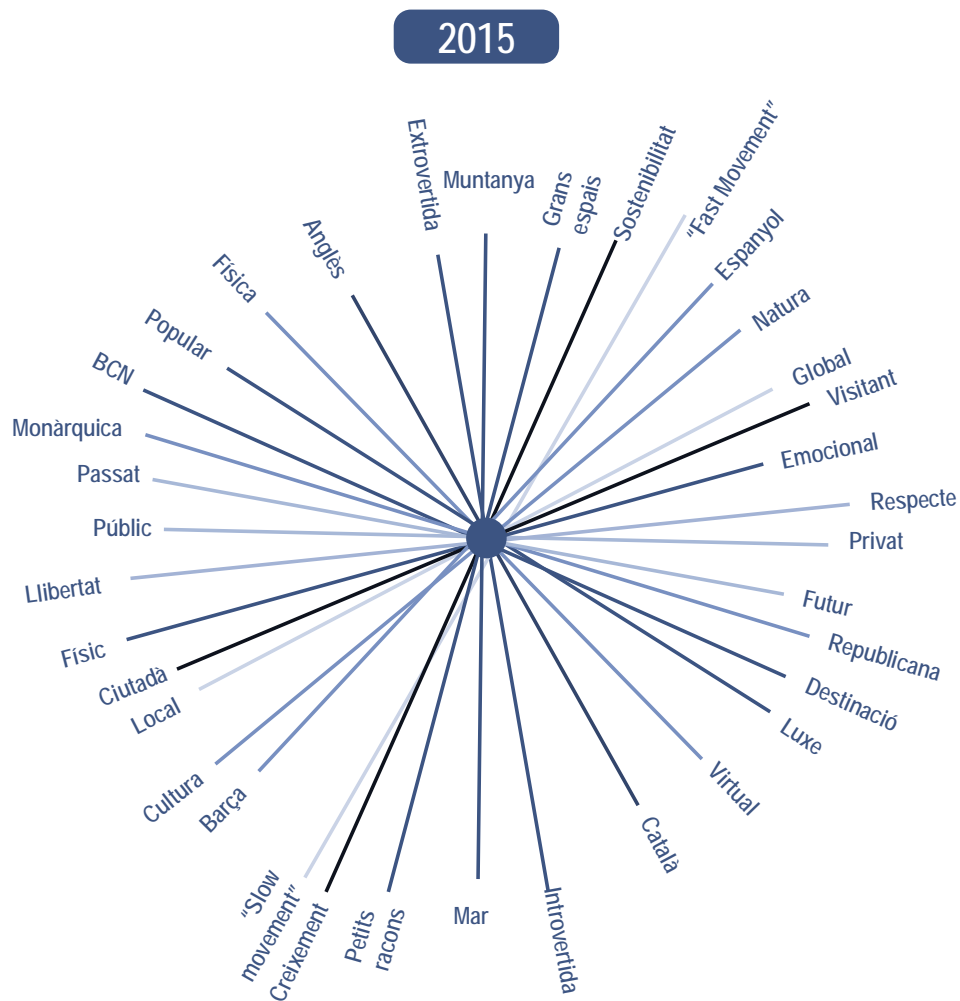 2015
Extrovertida
Muntanya
Grans
espais
Sostenibilitat
"Fast Movement"
Espanyol
Natura
Global
Visitant
Emocional
Respecte
Privat
Futur
Republicana
Destinació
Luxe
Virtual
Català
Introvertida
Mar
Petits
racons
Creixement
"Slow
movement"
Barça
Cultura
Local
Ciutadà
Físic
Llibertat
Públic
Passat
Monàrquica
BCN
Popular
Física
Anglès